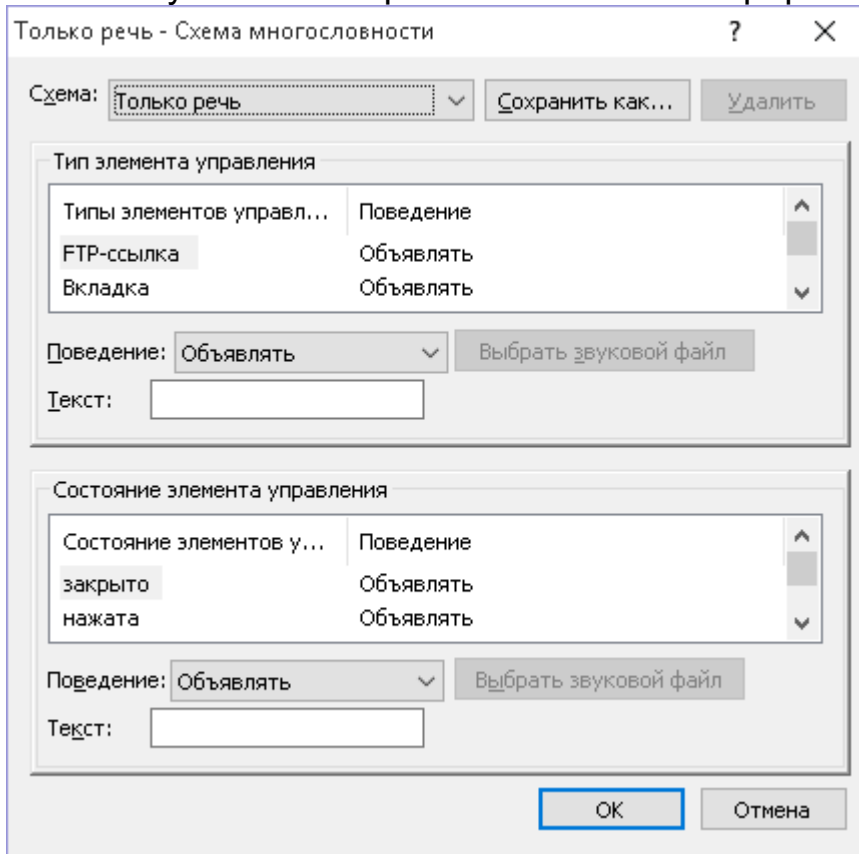 Только речь - Схема многословности ?
Схема: Только речь Сохранить как... Удалить
Тип элемента управления
Типы элементов управл... Поведение
FTP-ссылка Объявлять
Вкладка Объявлять
Поведение: Объявлять Выбрать звуковой файл
Текст:
Состояние элемента управления
Состояние элементов у... Поведение
закрыто Объявлять
нажата Объявлять
Поведение: Объявлять Выбрать звуковой файл
Текст:
OK Отмена